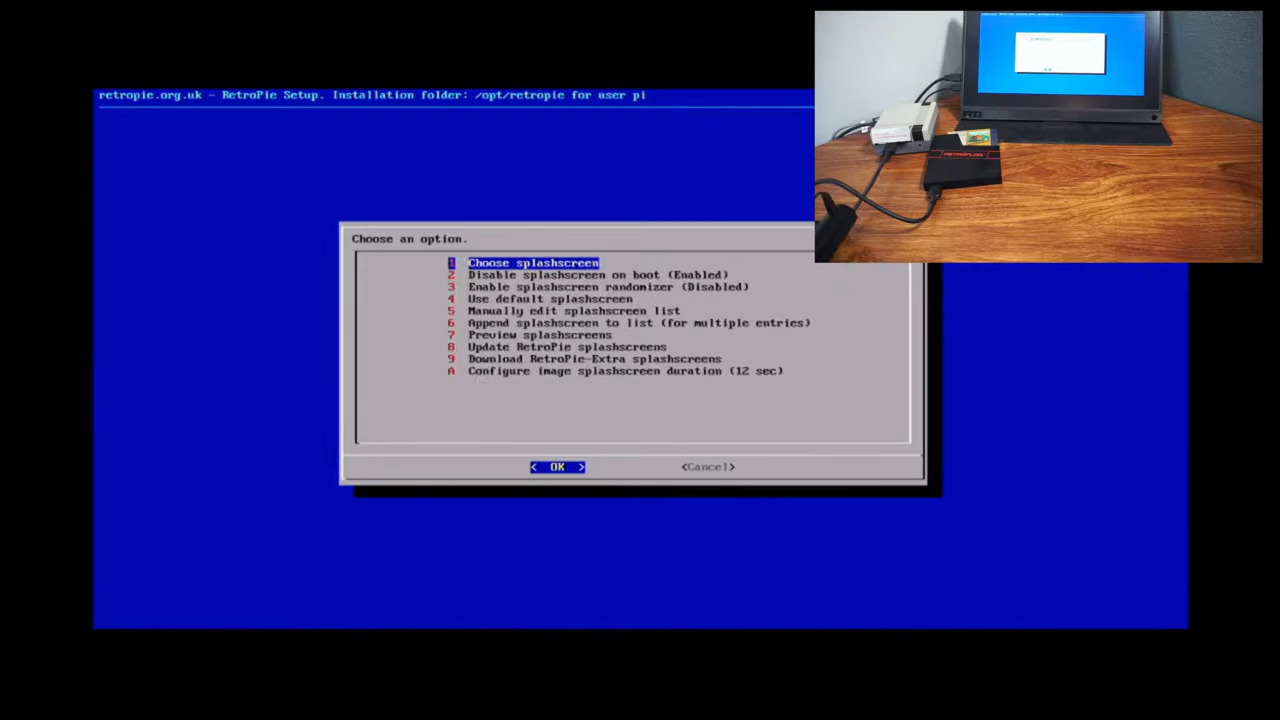 retropie.org.uk - RetroPie Setup. Installation folder: /opt/retropie for user pi
Choose an option.
1 Choose splashscreen
2 Disable splashscreen on boot (Enabled)
3 Enable splashscreen randomizer (Disabled)
4 Use default splashscreen
5 Manually edit splashscreen list
6 Append splashscreen to list (for multiple entries)
7 Preview splashscreens
8 Update RetroPie splashscreens
9 Download RetroPie-Extra splashscreens
A Configure image splashscreen duration (12 sec)
< OK > <Cancel>
RETROFLAG